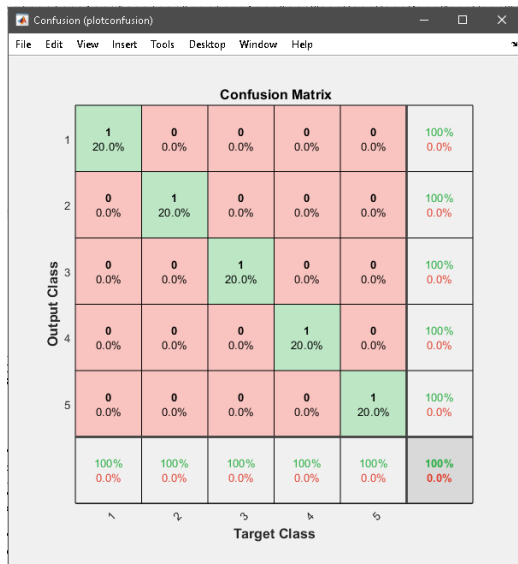 Confusion (plotconfusion)
File Edit View Insert Tools Desktop Window Help
Confusion Matrix
1 0 0 0 0 100%
1 20.0% 0.0% 0.0% 0.0% 0.0% 0.0%
0 1 0 0 0 100%
2 0.0% 20.0% 0.0% 0.0% 0.0% 0.0%
0 0 1 0 0 100%
3 0.0% 0.0% 20.0% 0.0% 0.0% 0.0%
0 0 0 1 0 100%
4 0.0% 0.0% 0.0% 20.0% 0.0% 0.0%
0 0 0 0 1 100%
5 0.0% 0.0% 0.0% 0.0% 20.0% 0.0%
100% 100% 100% 100% 100% 100%
0.0% 0.0% 0.0% 0.0% 0.0% 0.0%
1 2 3 4 5
Output Class
Target Class